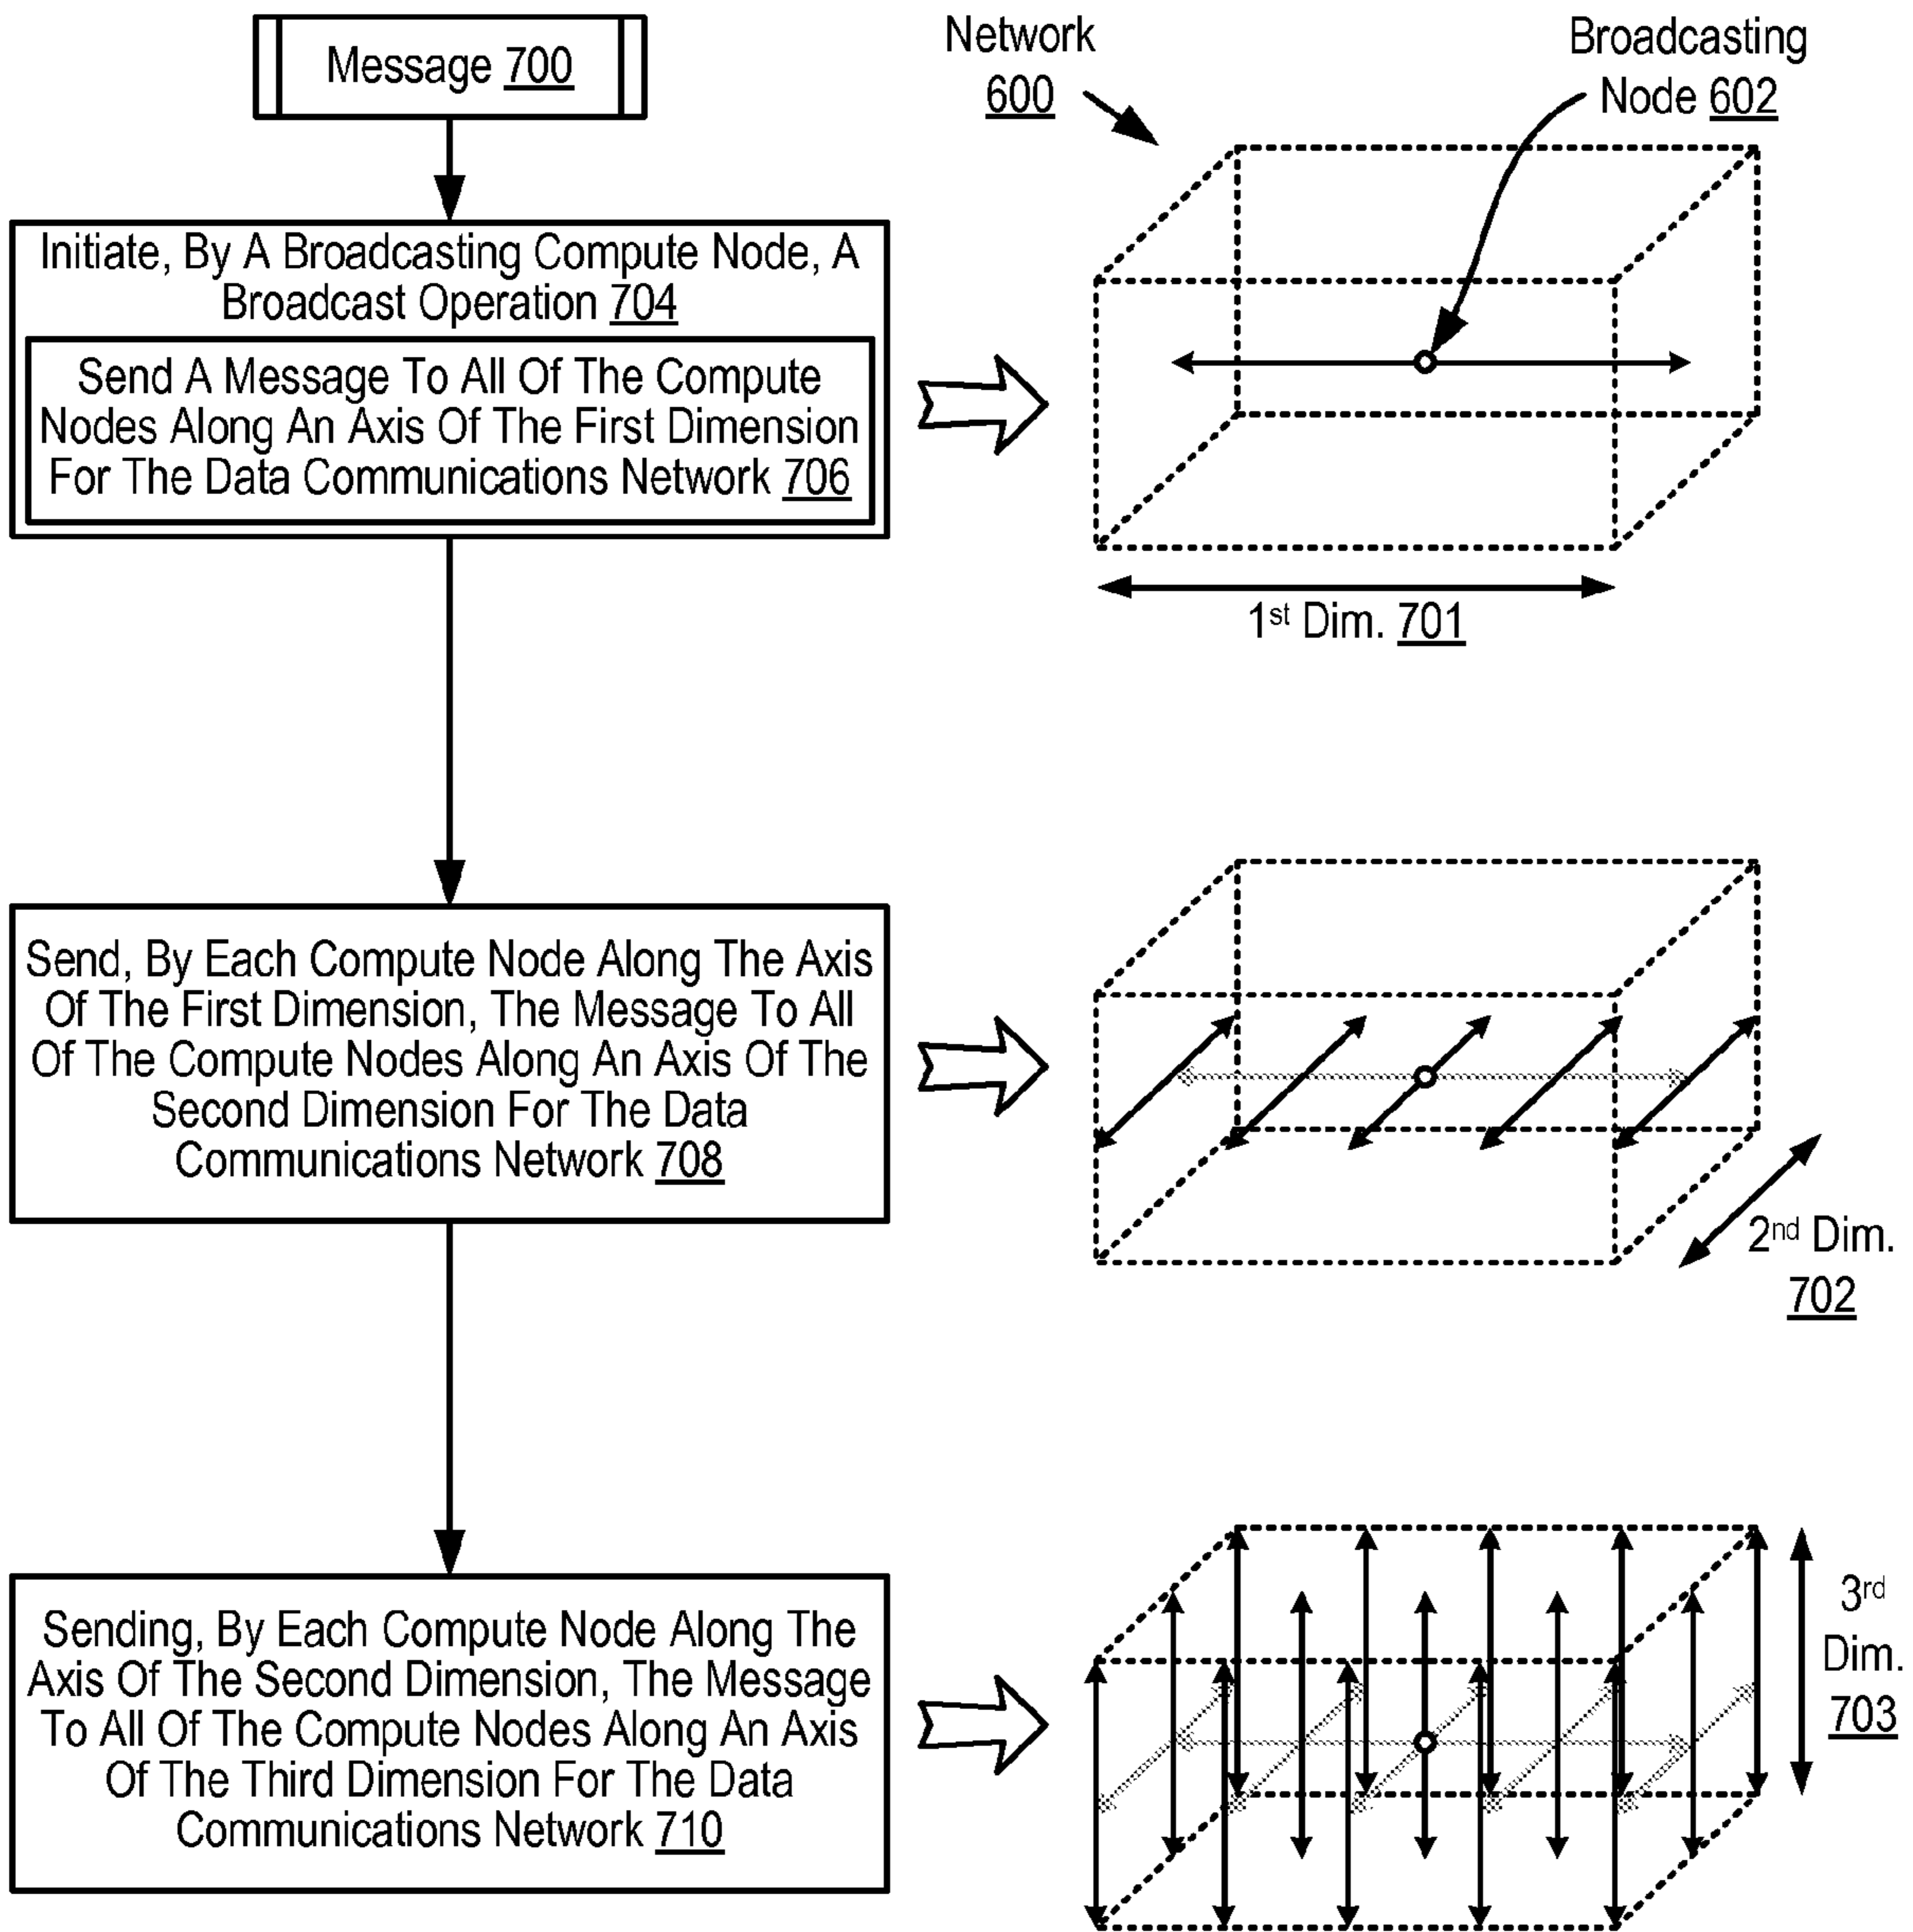 Message 700
Network
600
Broadcasting
Node 602
Initiate, By A Broadcasting Compute Node, A
Broadcast Operation 704
Send A Message To All Of The Compute
Nodes Along An Axis Of The First Dimension
For The Data Communications Network 706
1st Dim. 701
Send, By Each Compute Node Along The Axis
Of The First Dimension, The Message To All
Of The Compute Nodes Along An Axis Of The
Second Dimension For The Data
Communications Network 708
2nd Dim.
702
Sending, By Each Compute Node Along The
Axis Of The Second Dimension, The Message
To All Of The Compute Nodes Along An Axis
Of The Third Dimension For The Data
Communications Network 710
3rd
Dim.
703